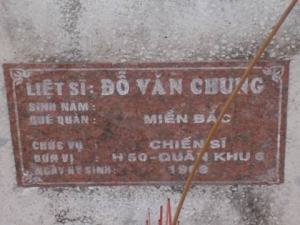 LIỆT SĨ: ĐỖ VĂN CHUNG
SINH NĂM :
QUÊ QUÁN : MIỀN BẮC
CHỨC VỤ : CHIẾN SĨ
ĐƠN VỊ : H50-QUÂN KHU 6
NGÀY HY SINH: